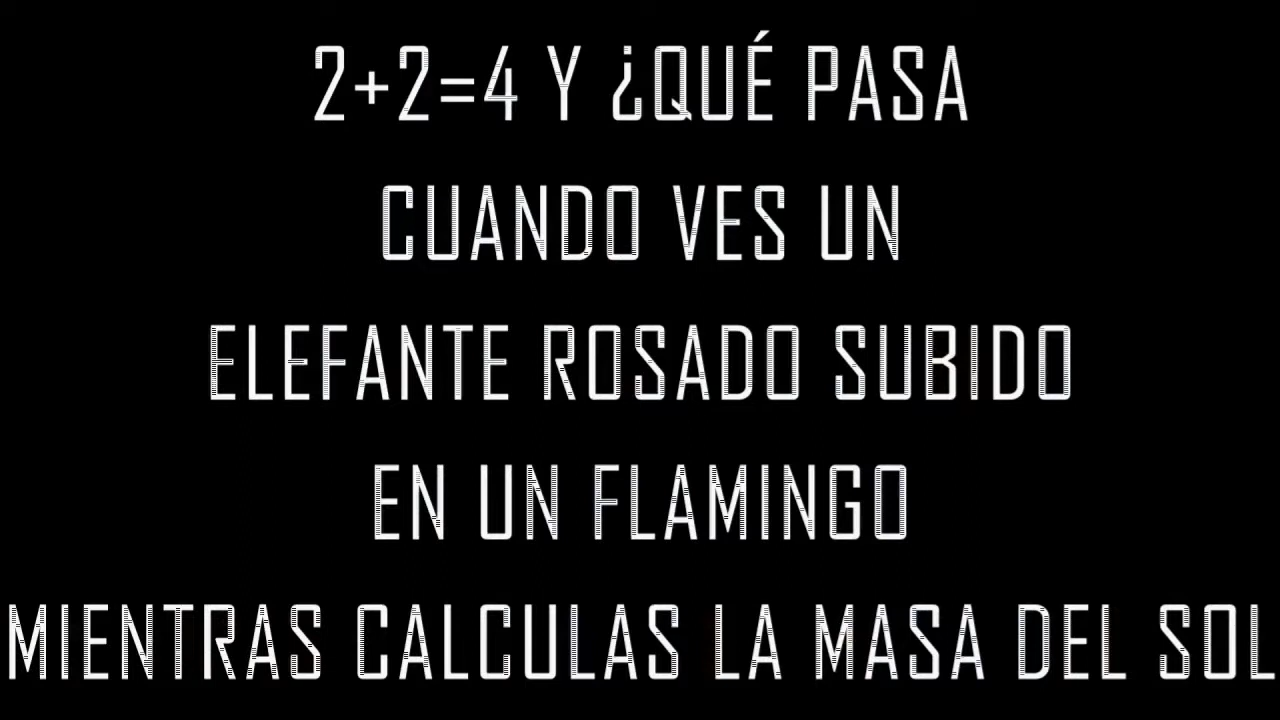 2+2=4 Y ¿QUÉ PASA
CUANDO VES UN
ELEFANTE ROSADO SUBIDO
EN UN FLAMINGO
MIENTRAS CALCULAS LA MASA DEL SOL